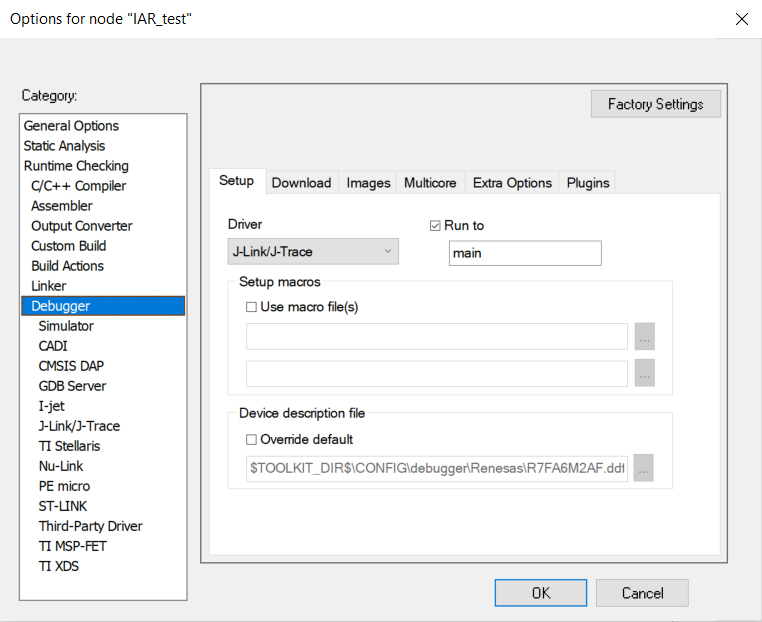 Options for node "IAR_test"
Category:
General Options
Static Analysis
Runtime Checking
C/C++ Compiler
Assembler
Output Converter
Custom Build
Build Actions
Linker
Debugger
Simulator
CADI
CMSIS DAP
GDB Server
I-jet
J-Link/J-Trace
TI Stellaris
Nu-Link
PE micro
ST-LINK
Third-Party Driver
TI MSP-FET
TI XDS
Factory Settings
Setup Download Images Multicore Extra Options Plugins
Driver
J-Link/J-Trace
Run to
main
Setup macros
Use macro file(s)
...
...
Device description file
Override default
$TOOLKIT_DIR$\CONFIG\debugger\Renesas\R7FA6M2AF.ddf
...
OK Cancel